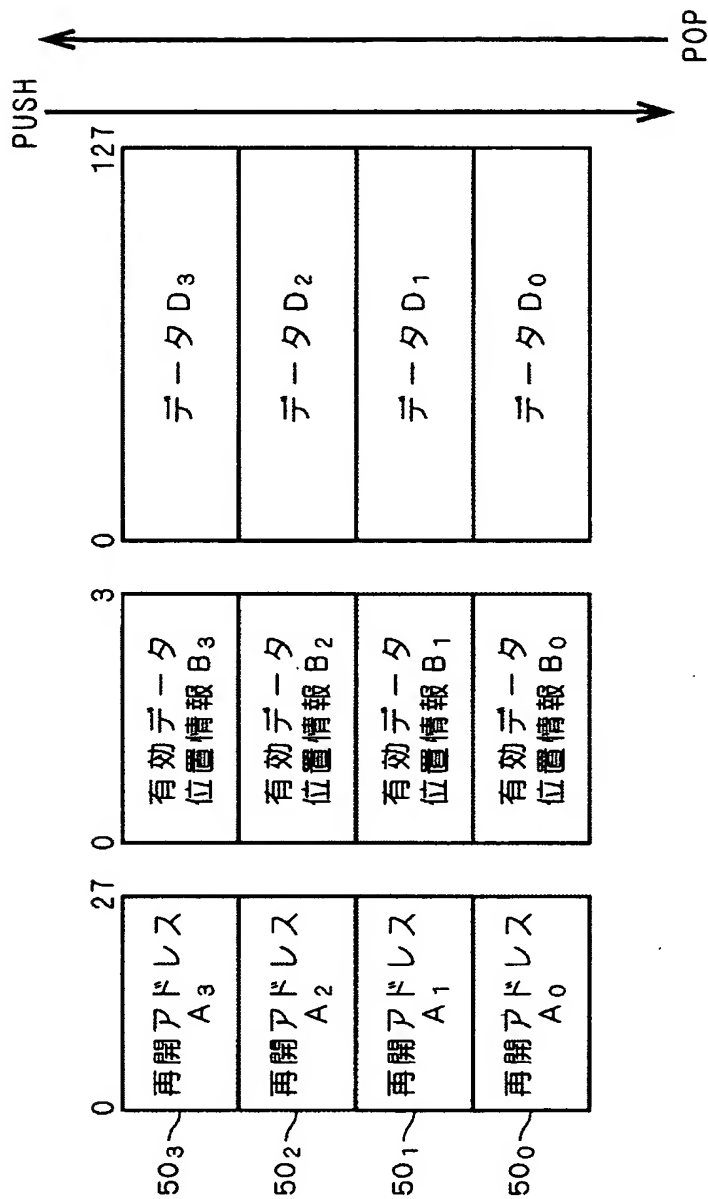 PUSH
0 27
0 3
0 127
50₃ 再開アドレス
A₃
有効データ
位置情報B₃
データD₃
50₂ 再開アドレス
A₂
有効データ
位置情報B₂
データD₂
50₁ 再開アドレス
A₁
有効データ
位置情報B₁
データD₁
50₀ 再開アドレス
A₀
有効データ
位置情報B₀
データD₀
POP